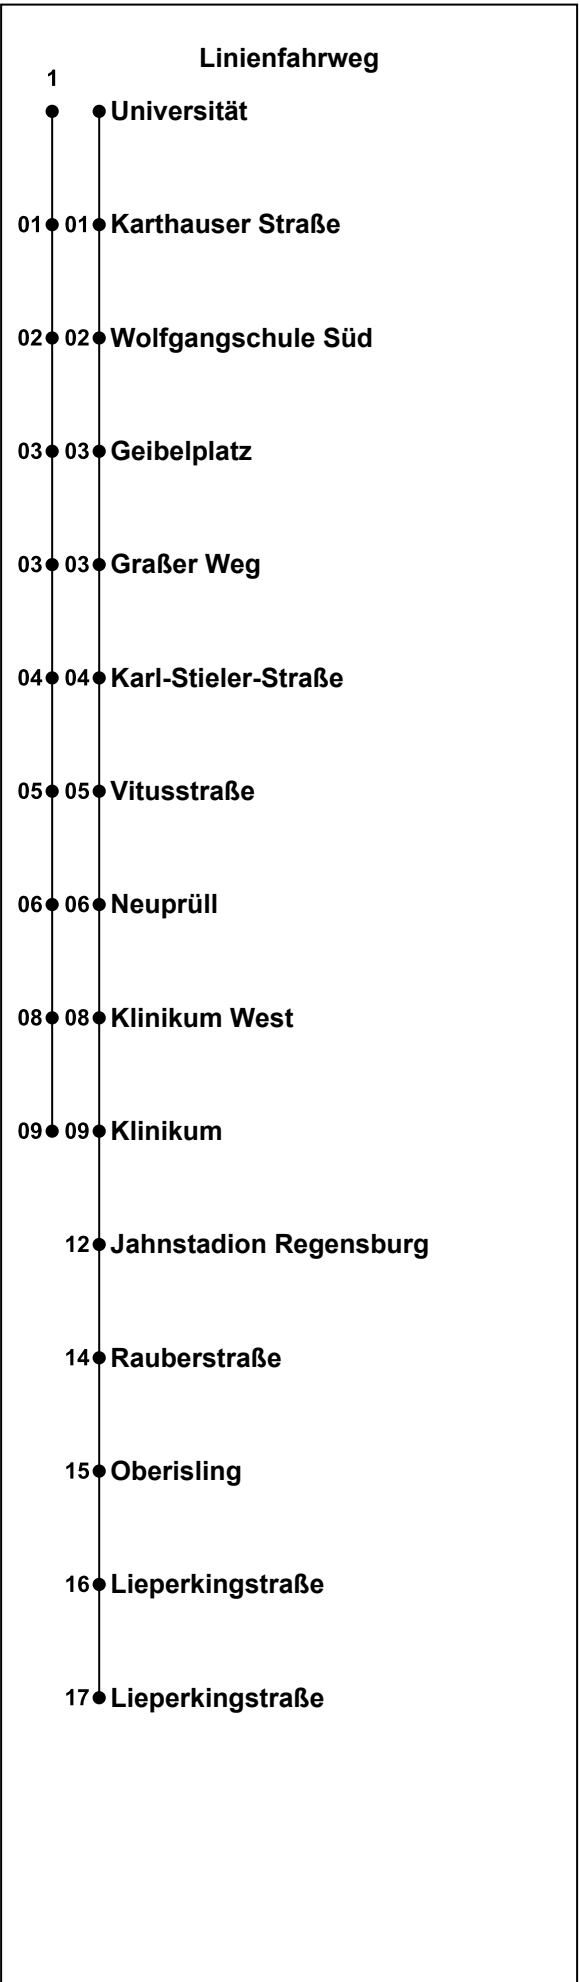 Linienfahrweg
1
Universität
01 01 Karthauser Straße
02 02 Wolfgangschule Süd
03 03 Geibelplatz
03 03 Graßer Weg
04 04 Karl-Stieler-Straße
05 05 Vitusstraße
06 06 Neuprüll
08 08 Klinikum West
09 09 Klinikum
12 Jahnstadion Regensburg
14 Rauberstraße
15 Oberisling
16 Lieperkingstraße
17 Lieperkingstraße